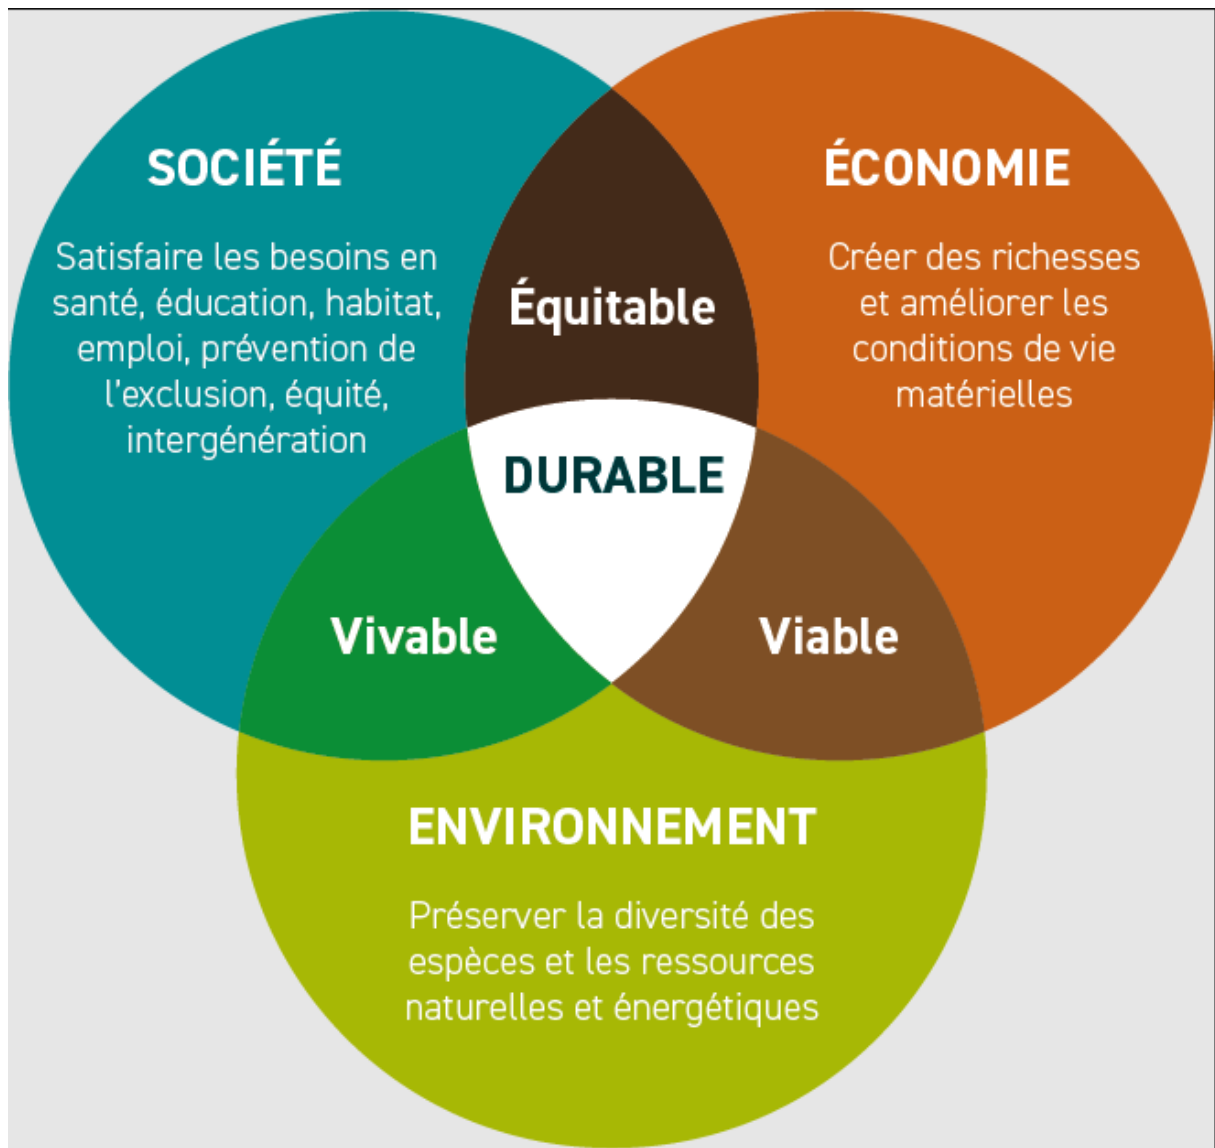 SOCIÉTÉ
Satisfaire les besoins en
santé, éducation, habitat,
emploi, prévention de
l'exclusion, équité,
intergénération
ÉCONOMIE
Créer des richesses
et améliorer les
conditions de vie
matérielles
Équitable
DURABLE
Vivable
Viable
ENVIRONNEMENT
Préserver la diversité des
espèces et les ressources
naturelles et énergétiques